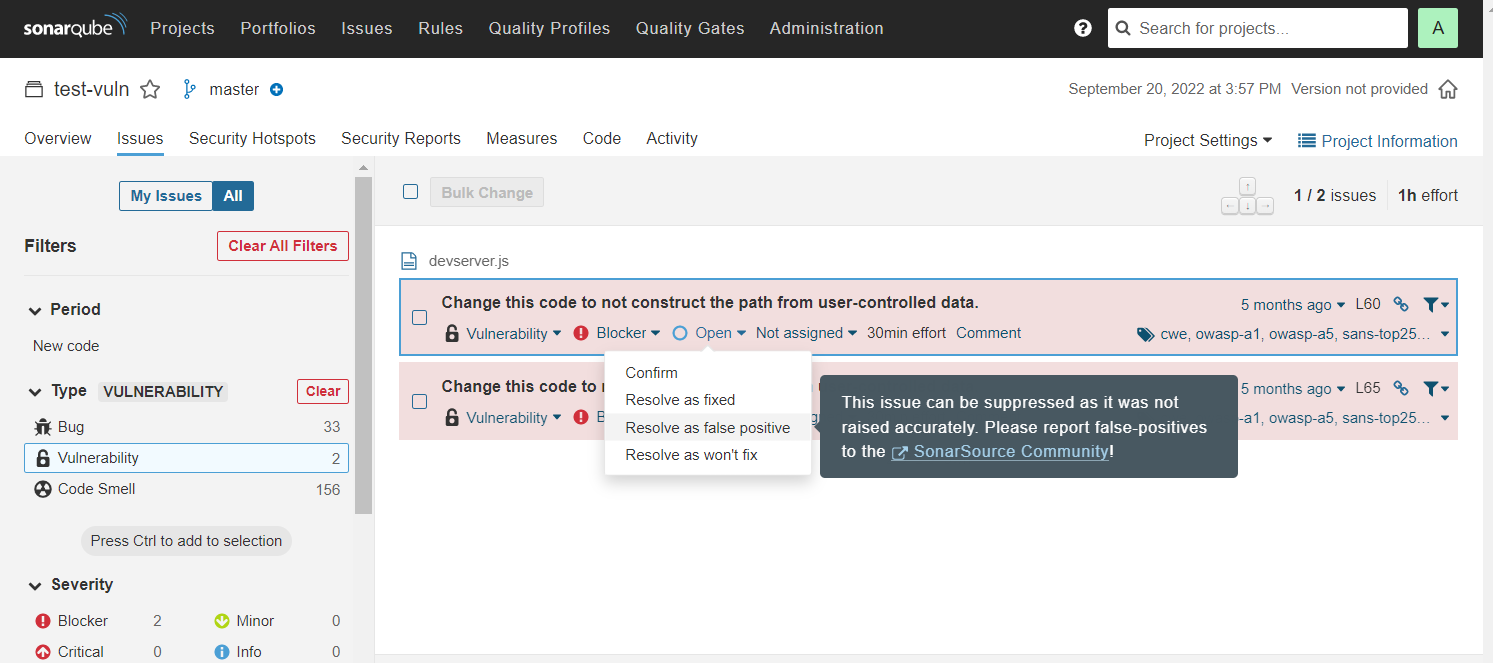 sonarqube Projects Portfolios Issues Rules Quality Profiles Quality Gates Administration ? Search for projects... A
test-vuln master September 20, 2022 at 3:57 PM Version not provided
Overview Issues Security Hotspots Security Reports Measures Code Activity Project Settings Project Information
My Issues All
Bulk Change
1 / 2 issues 1h effort
Filters Clear All Filters
Period
New code
Type VULNERABILITY Clear
Bug 33
Vulnerability 2
Code Smell 156
Press Ctrl to add to selection
Severity
Blocker 2 Minor 0
Critical 0 Info 0
devserver.js
Change this code to not construct the path from user-controlled data. 5 months ago L60
Vulnerability Blocker Open Not assigned 30min effort Comment cwe, owasp-a1, owasp-a5, sans-top25...
Change this code to 5 months ago L65
Vulnerability -a1, owasp-a5, sans-top25...
Confirm
Resolve as fixed
Resolve as false positive
Resolve as won't fix
This issue can be suppressed as it was not
raised accurately. Please report false-positives
to the SonarSource Community!